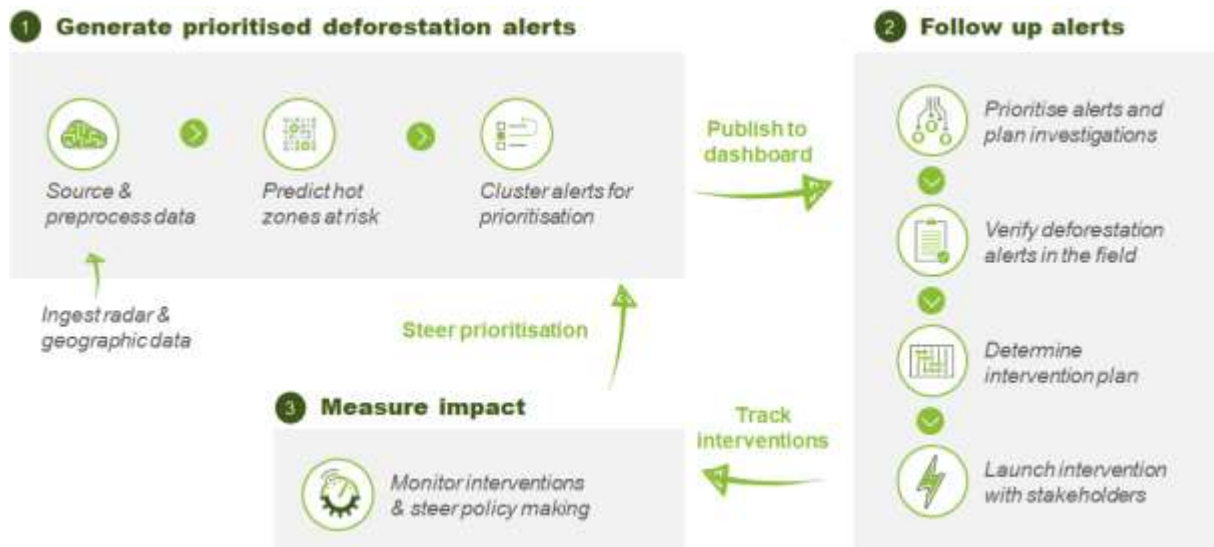 1 Generate prioritised deforestation alerts
Source &
preprocess data
Predict hot
zones at risk
Cluster alerts for
prioritisation
Ingest radar &
geographic data
Publish to
dashboard
2 Follow up alerts
Prioritise alerts and
plan investigations
Verify deforestation
alerts in the field
Determine
intervention plan
Launch intervention
with stakeholders
Track
interventions
3 Measure impact
Monitor interventions
& steer policy making
Steer prioritisation